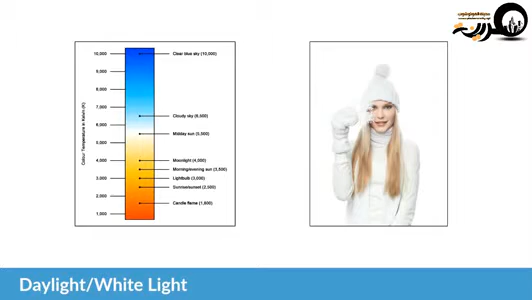 مدينة الفوتوشوب
Colour Temperature in Kelvin (K)
10,000
9,000
8,000
7,000
6,000
5,000
4,000
3,000
2,000
1,000
Clear blue sky (10,000)
Cloudy sky (6,500)
Midday sun (5,500)
Moonlight (4,000)
Morning/evening sun (3,500)
Lightbulb (3,000)
Sunrise/sunset (2,500)
Candle flame (1,600)
Daylight/White Light